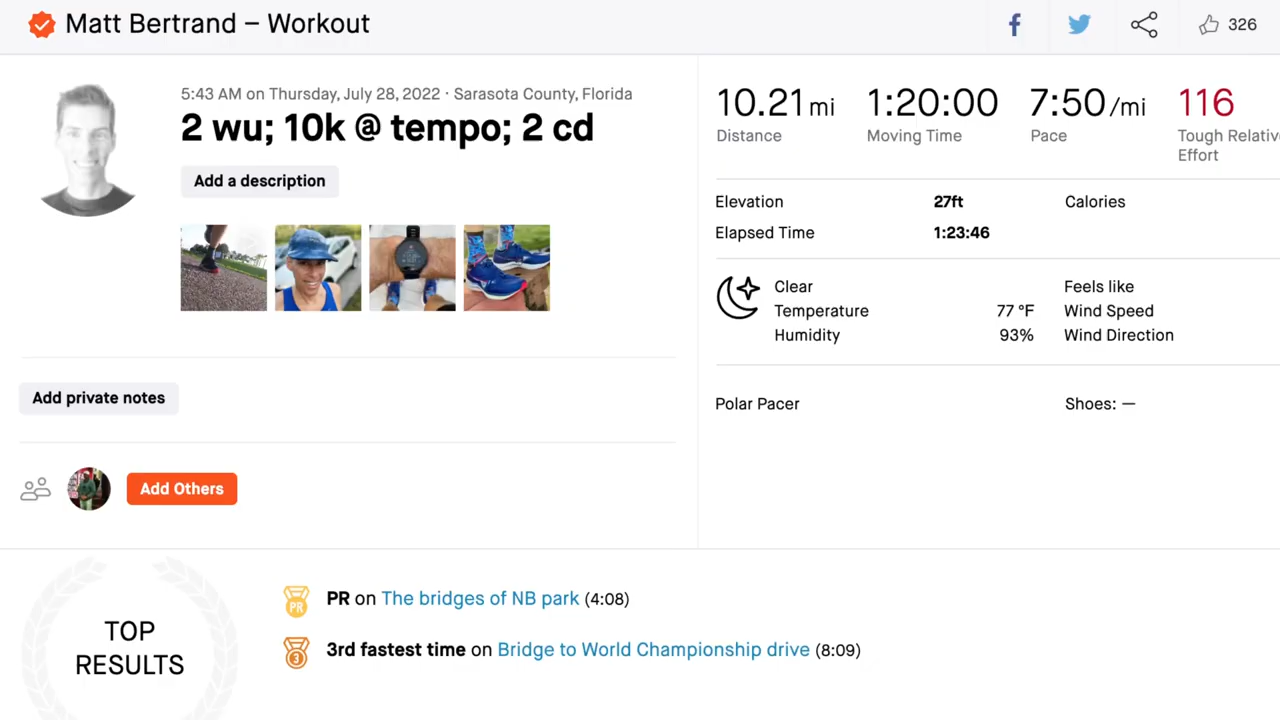 Matt Bertrand – Workout
326
5:43 AM on Thursday, July 28, 2022 · Sarasota County, Florida
2 wu; 10k @ tempo; 2 cd
Add a description
Add private notes
Add Others
10.21 mi
Distance
1:20:00
Moving Time
7:50 /mi
Pace
116
Tough Relativ
Effort
Elevation 27ft Calories
Elapsed Time 1:23:46
Clear Feels like
Temperature 77 °F Wind Speed
Humidity 93% Wind Direction
Polar Pacer Shoes: —
TOP
RESULTS
PR
PR on The bridges of NB park (4:08)
3
3rd fastest time on Bridge to World Championship drive (8:09)